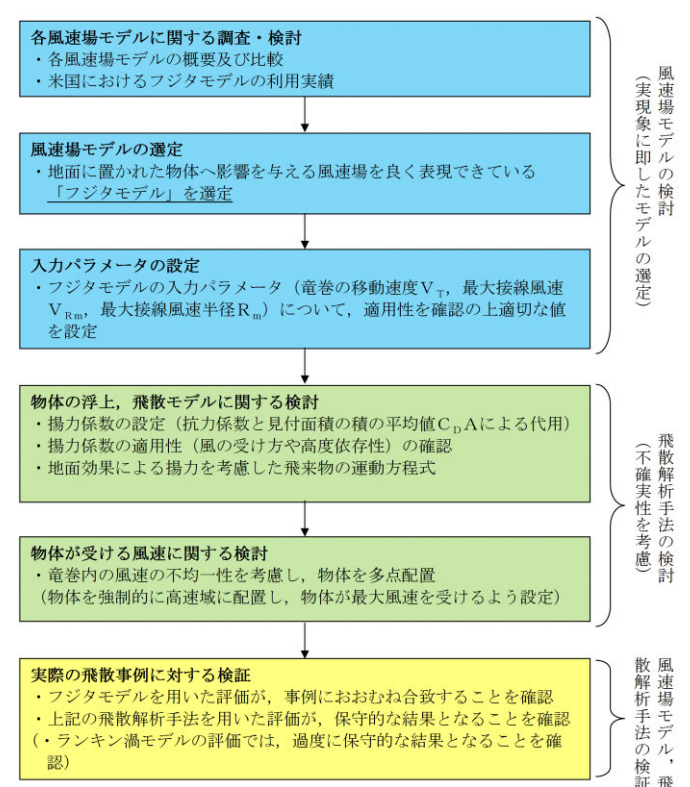 各風速場モデルに関する調査・検討
・各風速場モデルの概要及び比較
・米国におけるフジタモデルの利用実績
風速場モデルの選定
・地面に置かれた物体へ影響を与える風速場を良く表現できている
「フジタモデル」を選定
入力パラメータの設定
・フジタモデルの入力パラメータ(竜巻の移動速度VT,最大接線風速
VRm,最大接線風速半径Rm)について,適用性を確認の上適切な値
を設定
風速場モデルの検討
(実現象に即したモデルの選定)
物体の浮上,飛散モデルに関する検討
・揚力係数の設定(抗力係数と見付面積の積の平均値CDAによる代用)
・揚力係数の適用性(風の受け方や高度依存性)の確認
・地面効果による揚力を考慮した飛来物の運動方程式
物体が受ける風速に関する検討
・竜巻内の風速の不均一性を考慮し,物体を多点配置
(物体を強制的に高速域に配置し,物体が最大風速を受けるよう設定)
飛散解析手法の検討
(不確実性を考慮)
実際の飛散事例に対する検証
・フジタモデルを用いた評価が,事例におおむね合致することを確認
・上記の飛散解析手法を用いた評価が,保守的な結果となることを確認
(・ランキン渦モデルの評価では,過度に保守的な結果となることを確
認)
風速場モデル,飛
散解析手法の検証